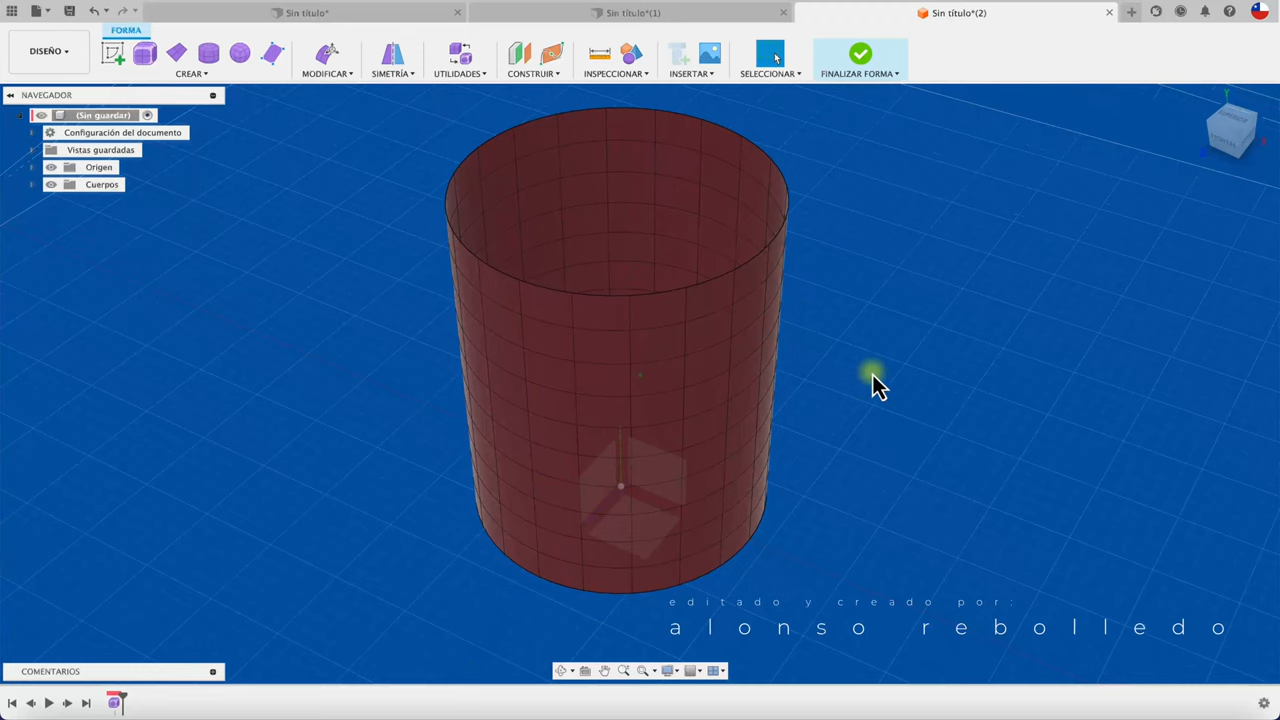 Sin título*
Sin título*(1)
Sin título*(2)
FORMA
DISEÑO
CREAR
MODIFICAR
SIMETRÍA
UTILIDADES
CONSTRUIR
INSPECCIONAR
INSERTAR
SELECCIONAR
FINALIZAR FORMA
NAVEGADOR
(Sin guardar)
Configuración del documento
Vistas guardadas
Origen
Cuerpos
Y
editado y creado por:
alonso rebolledo
COMENTARIOS